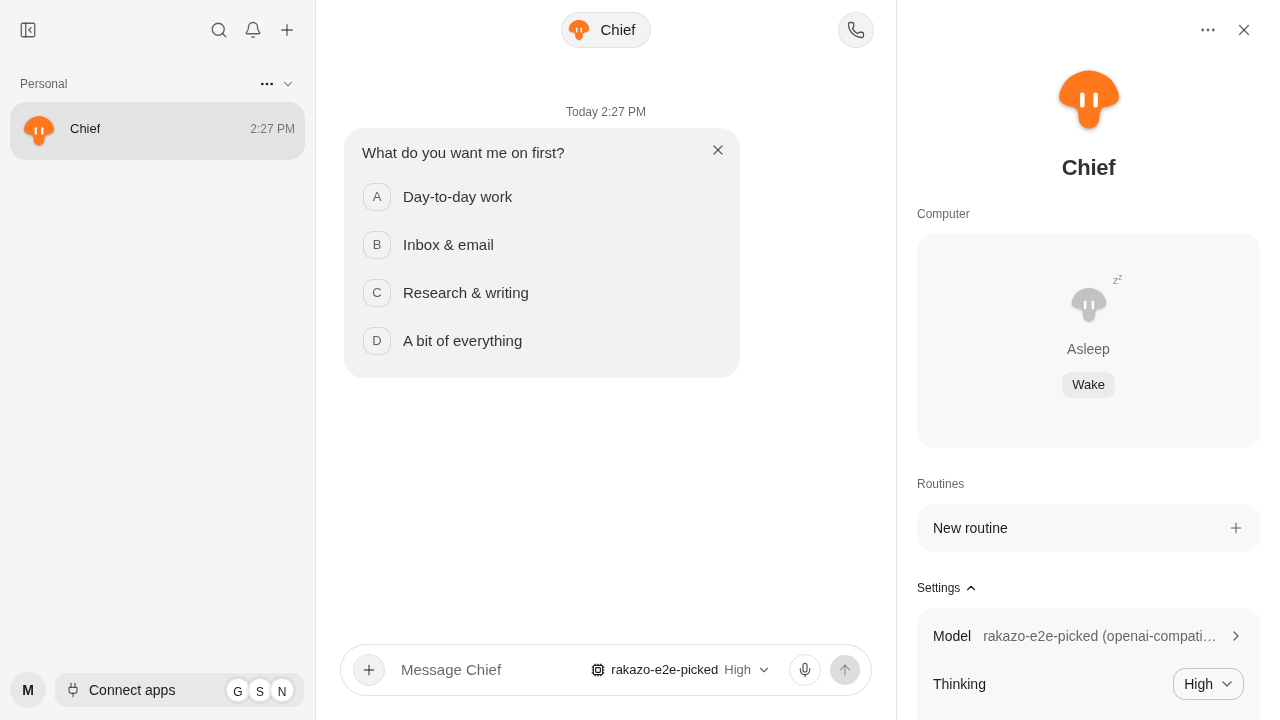 Personal
Chief
2:27 PM
M
Connect apps
G
S
N
Chief
Today 2:27 PM
What do you want me on first?
A
Day-to-day work
B
Inbox & email
C
Research & writing
D
A bit of everything
Message Chief
rakazo-e2e-picked High
Chief
Computer
zz
Asleep
Wake
Routines
New routine
Settings
Model
rakazo-e2e-picked (openai-compati…
Thinking
High